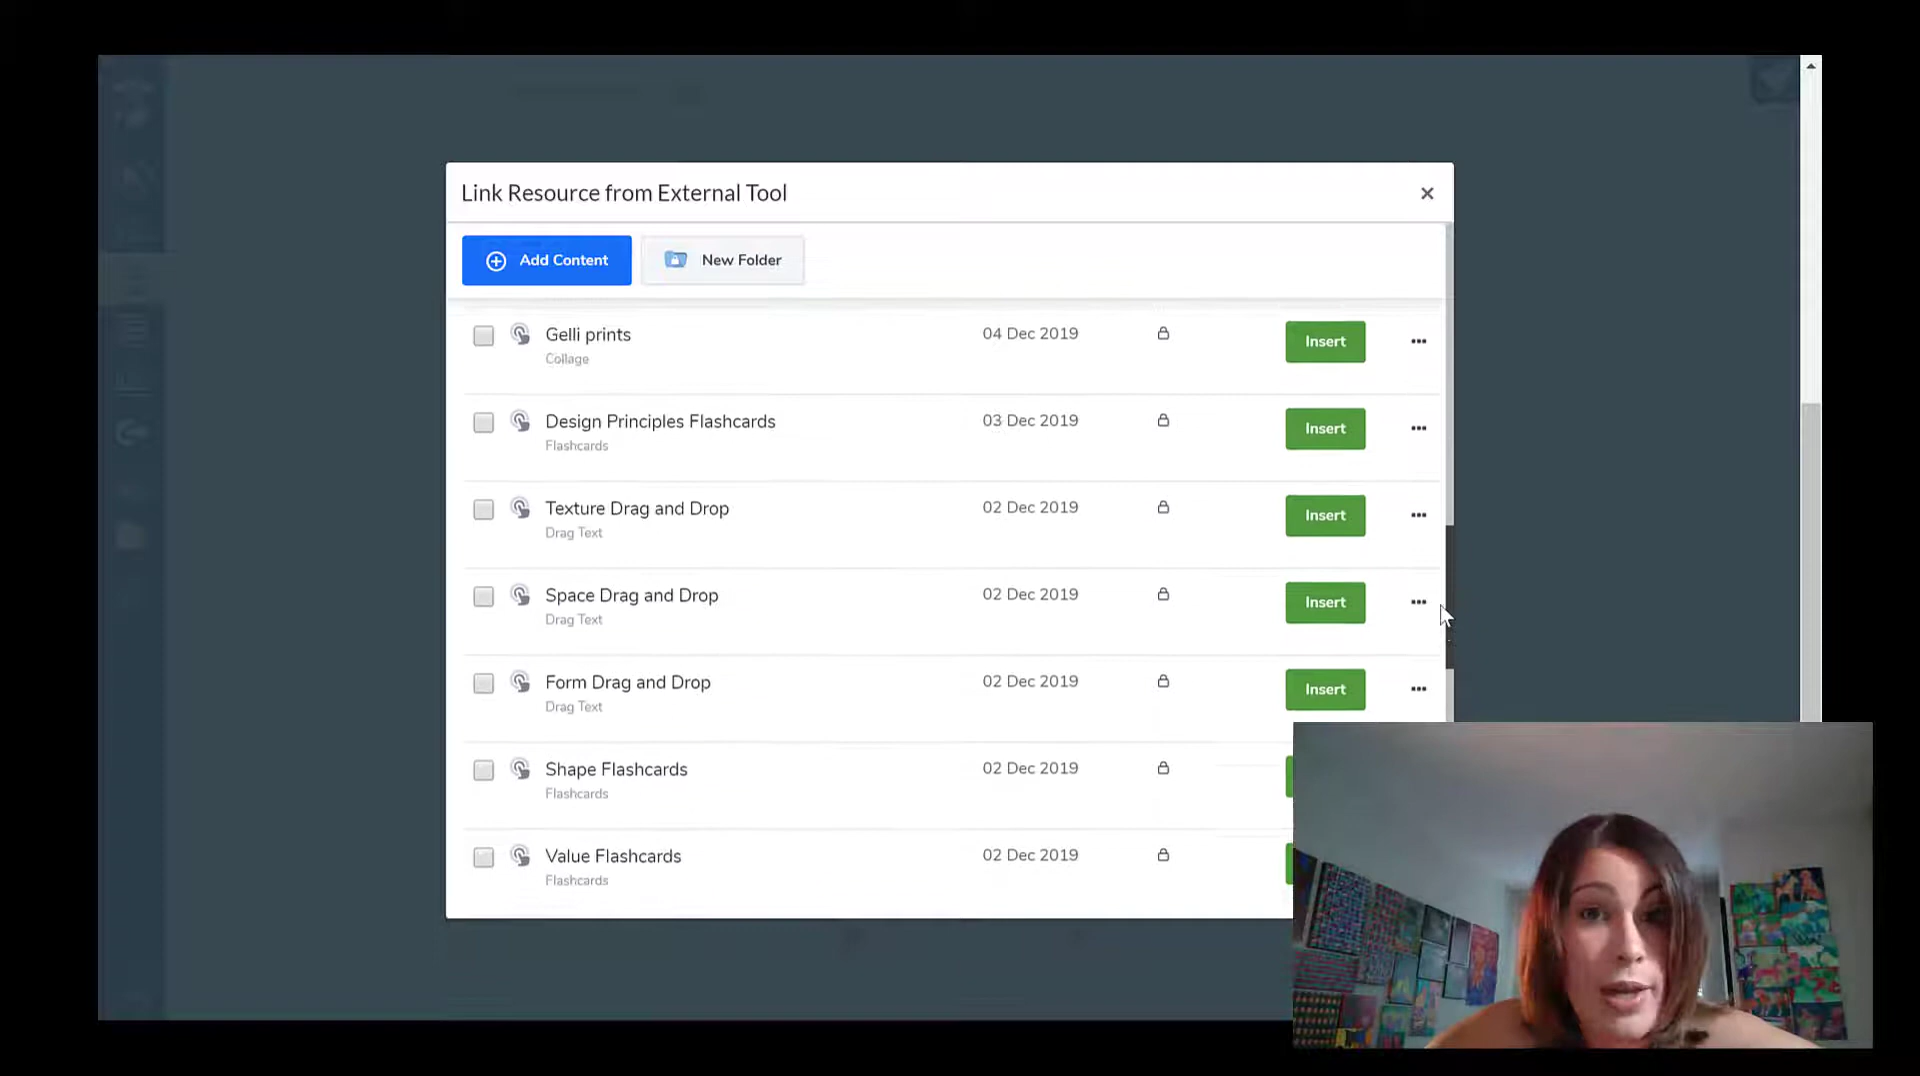 Link Resource from External Tool
Add Content
New Folder
Gelli prints
04 Dec 2019
Insert
Collage
Design Principles Flashcards
03 Dec 2019
Insert
Flashcards
Texture Drag and Drop
02 Dec 2019
Insert
Drag Text
Space Drag and Drop
02 Dec 2019
Insert
Drag Text
Form Drag and Drop
02 Dec 2019
Insert
Drag Text
Shape Flashcards
02 Dec 2019
Flashcards
Value Flashcards
02 Dec 2019
Flashcards